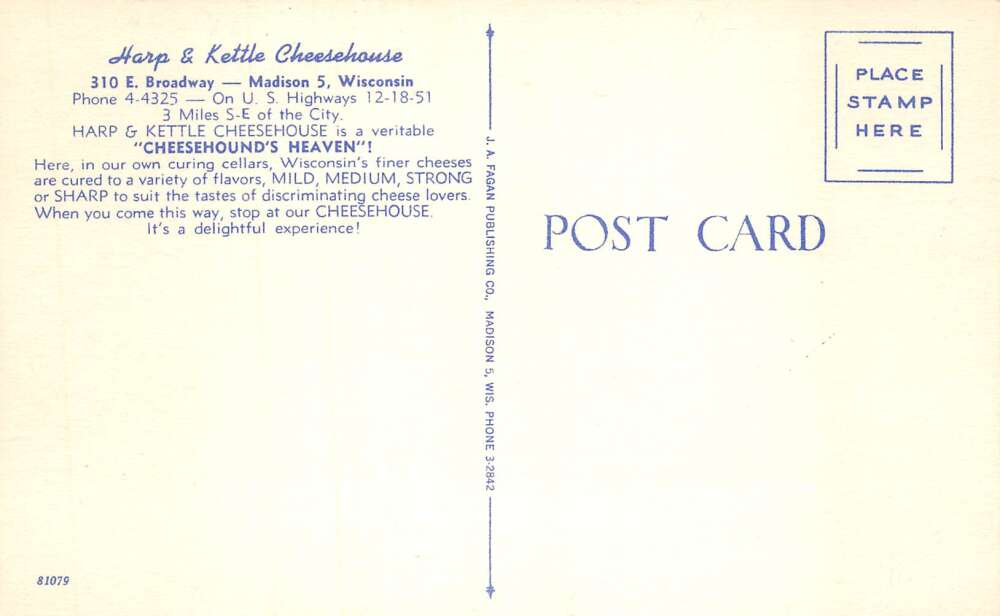 Harp & Kettle Cheesehouse
310 E. Broadway — Madison 5, Wisconsin
Phone 4-4325 — On U. S. Highways 12-18-51
3 Miles S-E of the City.
HARP & KETTLE CHEESEHOUSE is a veritable
"CHEESEHOUND'S HEAVEN"!
Here, in our own curing cellars, Wisconsin's finer cheeses
are cured to a variety of flavors, MILD, MEDIUM, STRONG
or SHARP to suit the tastes of discriminating cheese lovers.
When you come this way, stop at our CHEESEHOUSE.
It's a delightful experience!
81079
J. A. FAGAN PUBLISHING CO., MADISON 5, WIS. PHONE 3-2842
PLACE
STAMP
HERE
POST CARD